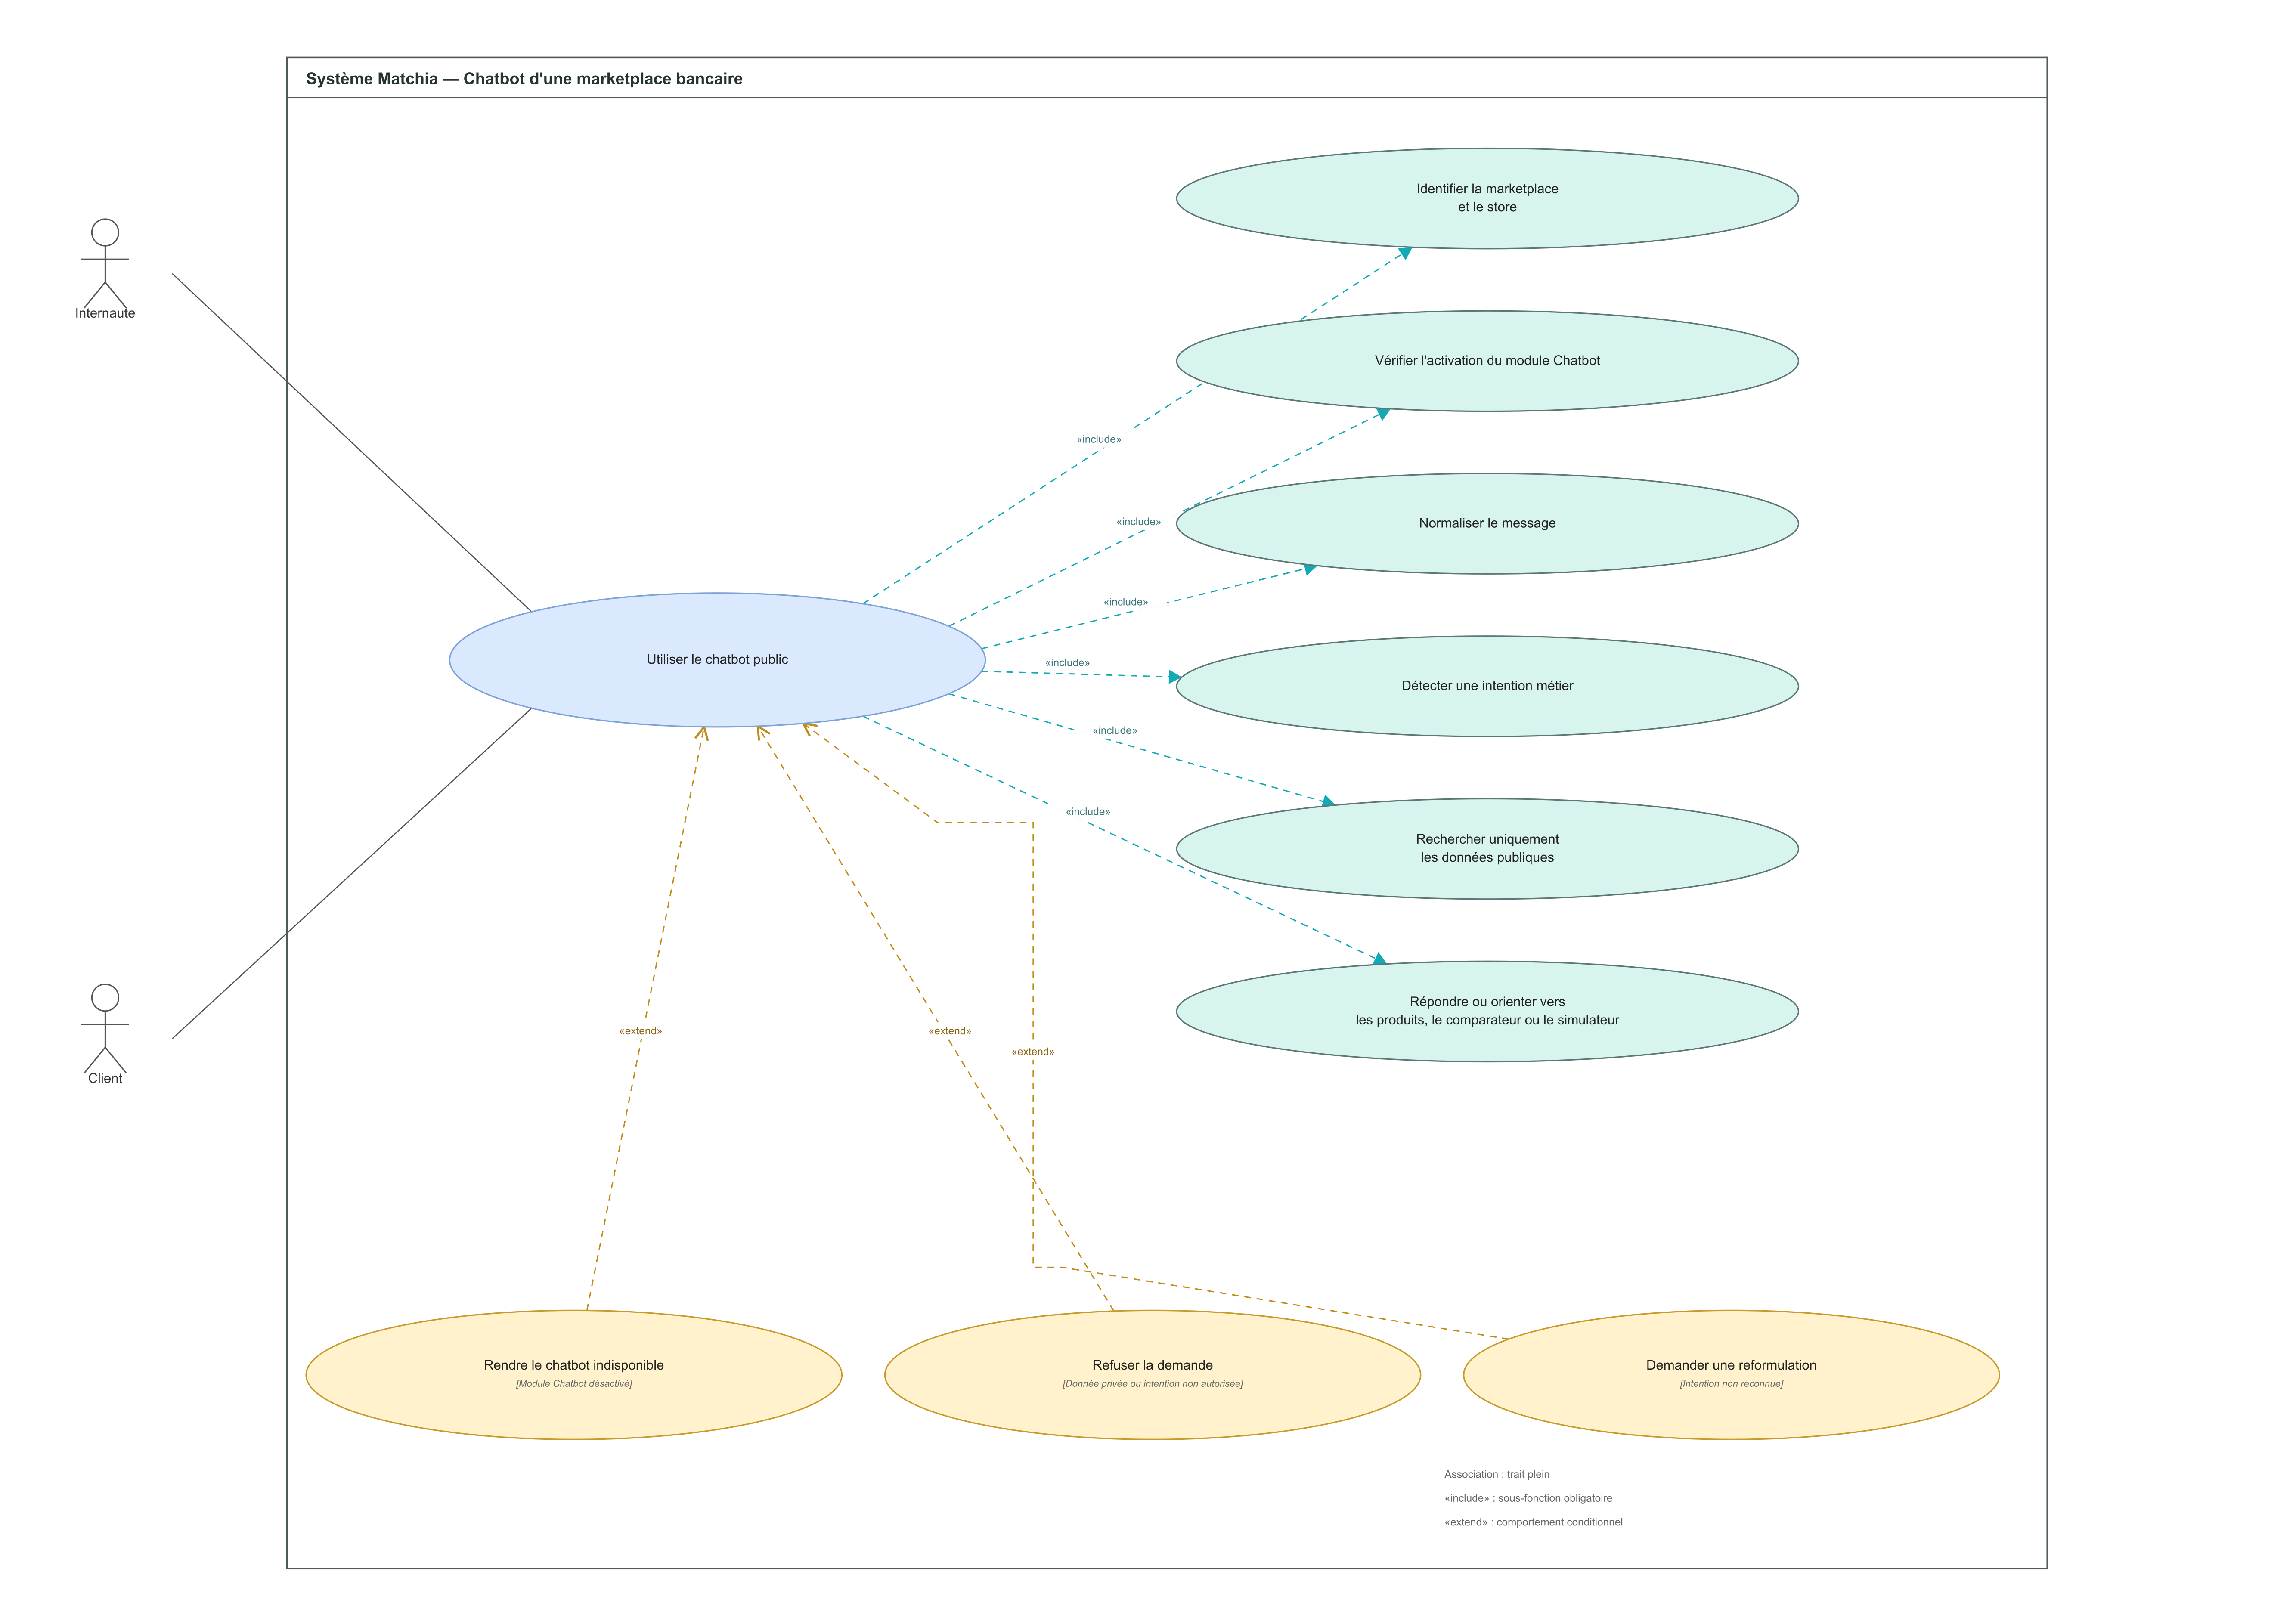 Système Matchia — Chatbot d'une marketplace bancaire
Identifier la marketplace
et le store
Internaute
Vérifier l'activation du module Chatbot
«include»
«include»
Normaliser le message
«include»
Utiliser le chatbot public
«include»
Détecter une intention métier
«include»
«include»
Rechercher uniquement
les données publiques
Répondre ou orienter vers
les produits, le comparateur ou le simulateur
«extend»
«extend»
«extend»
Client
Rendre le chatbot indisponible
[Module Chatbot désactivé]
Refuser la demande
[Donnée privée ou intention non autorisée]
Demander une reformulation
[Intention non reconnue]
Association : trait plein
«include» : sous-fonction obligatoire
«extend» : comportement conditionnel